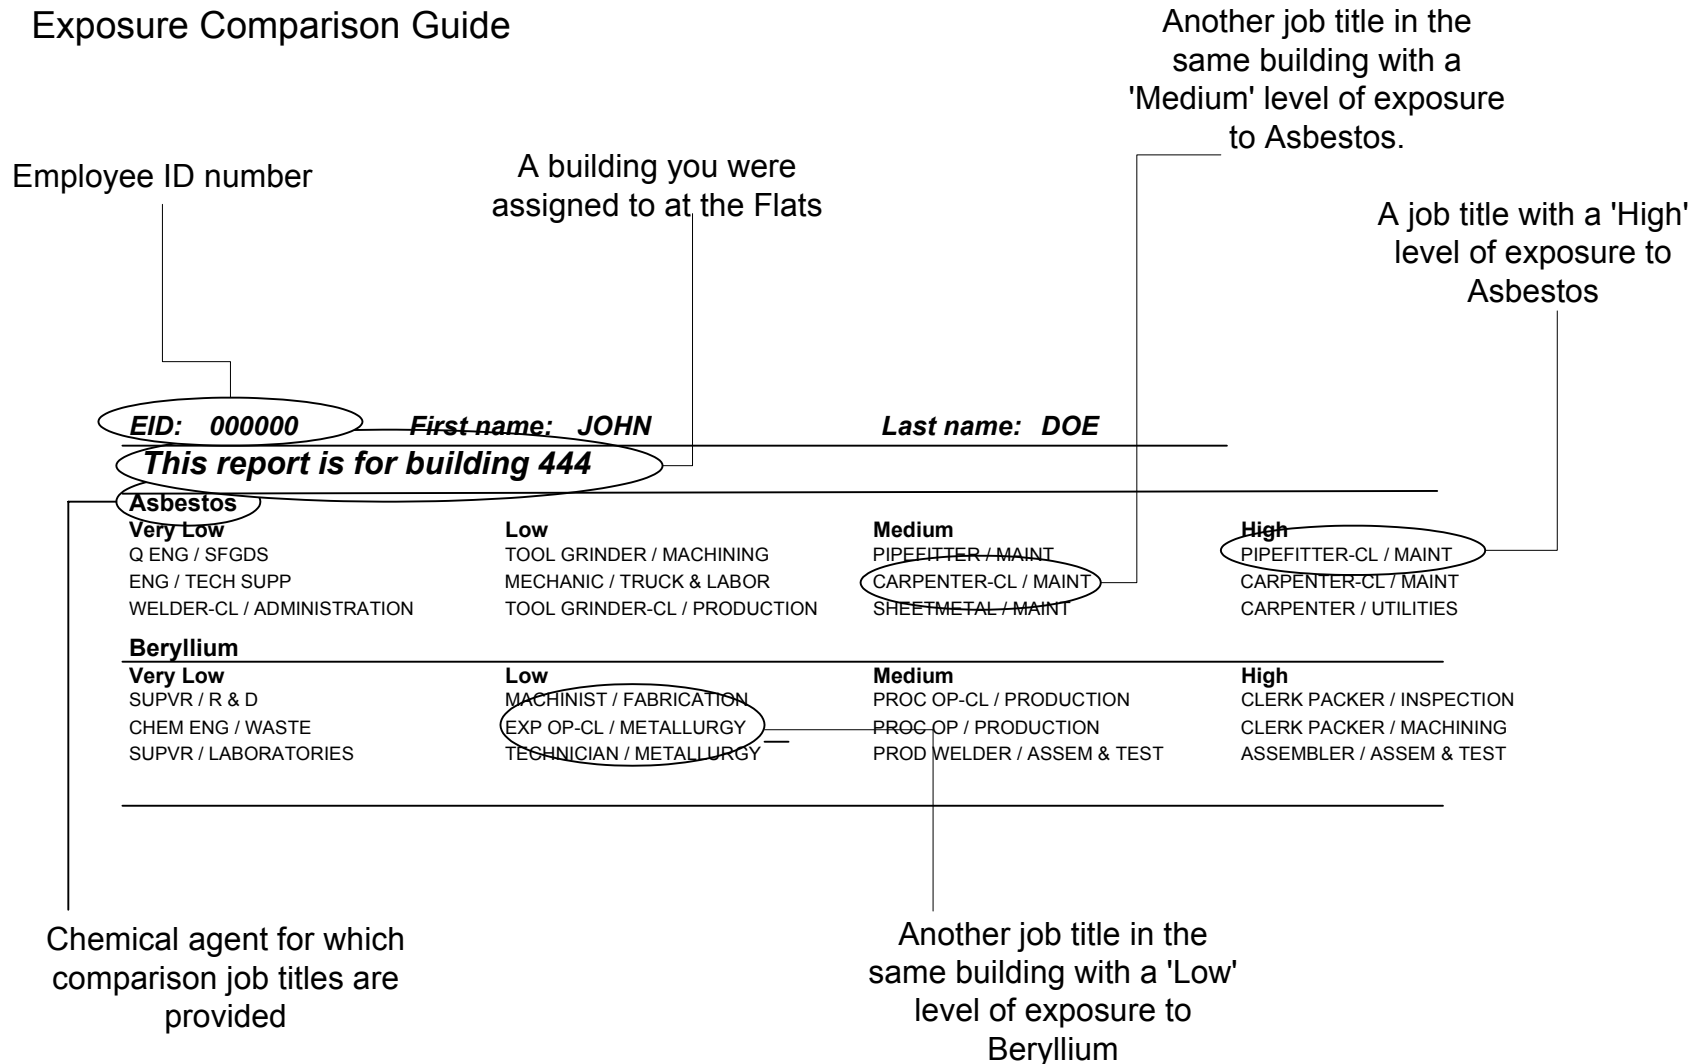 Exposure Comparison Guide
Another job title in the
same building with a
'Medium' level of exposure
to Asbestos.
Employee ID number
A building you were
assigned to at the Flats
A job title with a 'High'
level of exposure to
Asbestos
EID: 000000 First name: JOHN Last name: DOE
This report is for building 444
Asbestos
Very Low Low Medium High
Q ENG / SFGDS TOOL GRINDER / MACHINING PIPEFITTER / MAINT PIPEFITTER-CL / MAINT
ENG / TECH SUPP MECHANIC / TRUCK & LABOR CARPENTER-CL / MAINT CARPENTER-CL / MAINT
WELDER-CL / ADMINISTRATION TOOL GRINDER-CL / PRODUCTION SHEETMETAL / MAINT CARPENTER / UTILITIES
Beryllium
Very Low Low Medium High
SUPVR / R & D MACHINIST / FABRICATION PROC OP-CL / PRODUCTION CLERK PACKER / INSPECTION
CHEM ENG / WASTE EXP OP-CL / METALLURGY PROC OP / PRODUCTION CLERK PACKER / MACHINING
SUPVR / LABORATORIES TECHNICIAN / METALLURGY PROD WELDER / ASSEM & TEST ASSEMBLER / ASSEM & TEST
Chemical agent for which
comparison job titles are
provided
Another job title in the
same building with a 'Low'
level of exposure to
Beryllium